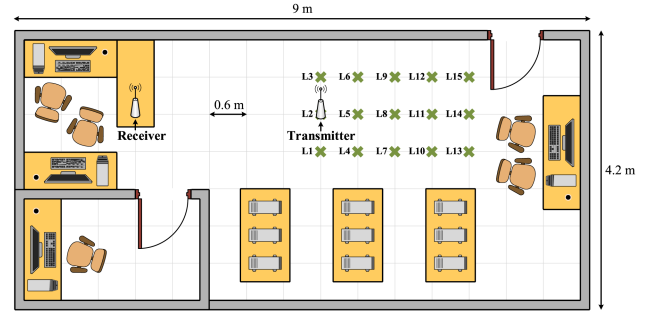 9 m
L3 L6 L9 L12 L15
0.6 m
L2 L5 L8 L11 L14
Receiver
Transmitter
L1 L4 L7 L10 L13
4.2 m